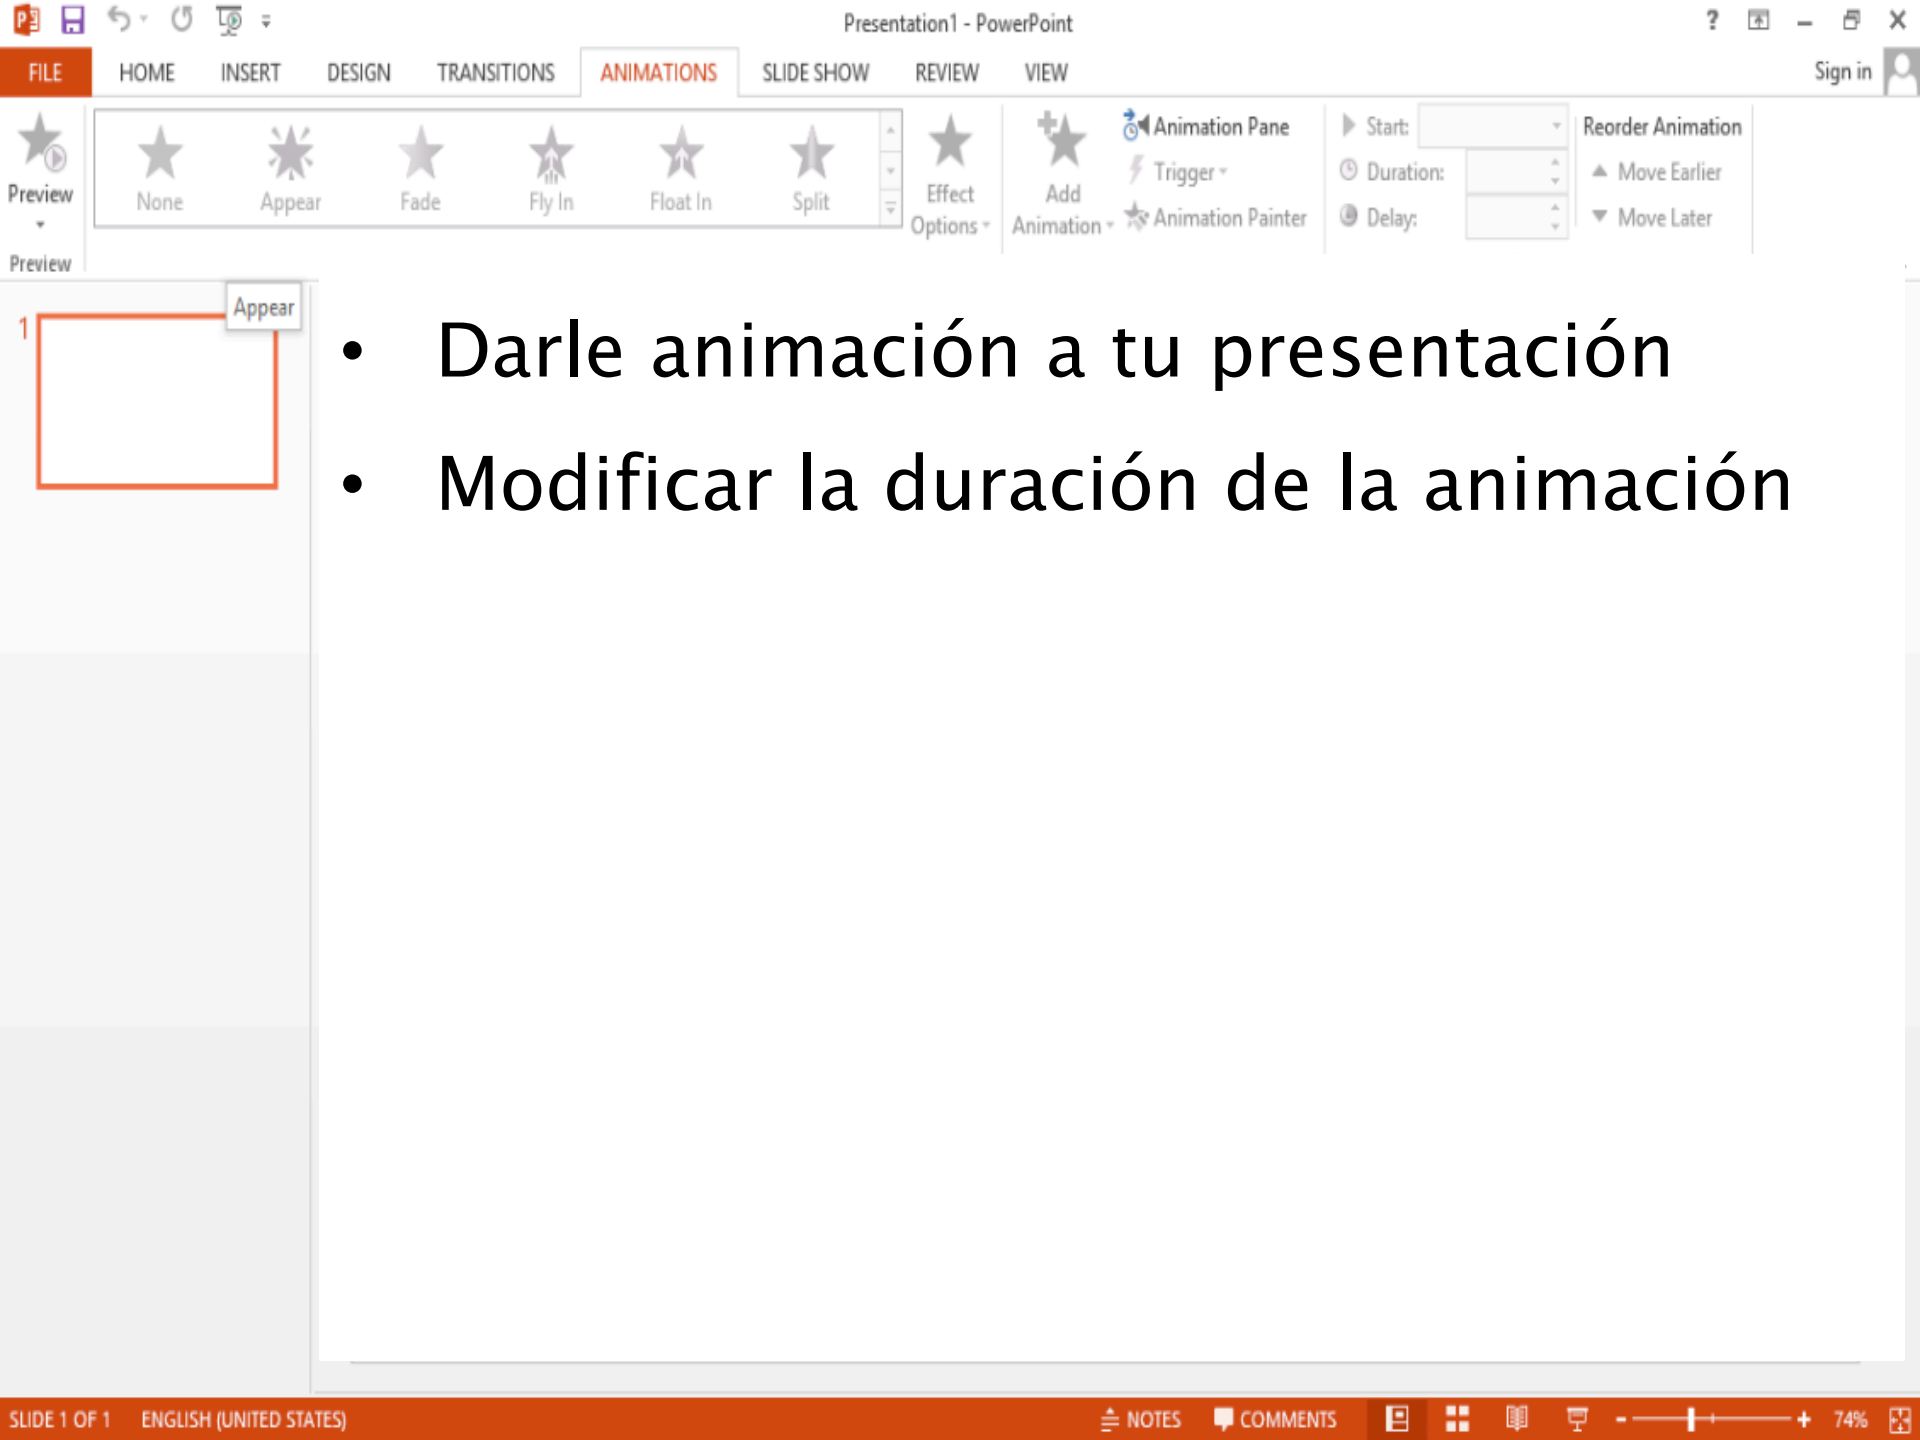 Presentation1 - PowerPoint
FILE HOME INSERT DESIGN TRANSITIONS ANIMATIONS SLIDE SHOW REVIEW VIEW Sign in
Preview
Preview
None Appear Fade Fly In Float In Split
Effect Options
Add Animation
Animation Pane
Trigger
Animation Painter
Start:
Duration:
Delay:
Reorder Animation
Move Earlier
Move Later
Appear
1
• Darle animación a tu presentación
• Modificar la duración de la animación
SLIDE 1 OF 1 ENGLISH (UNITED STATES) NOTES COMMENTS 74%